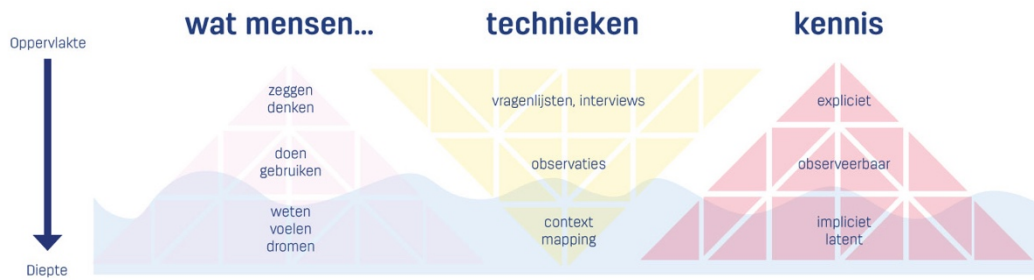 wat mensen... technieken kennis
Oppervlakte
zeggen
denken
vragenlijsten, interviews
expliciet
doen
gebruiken
observaties
observeerbaar
weten
voelen
dromen
context
mapping
impliciet
latent
Diepte